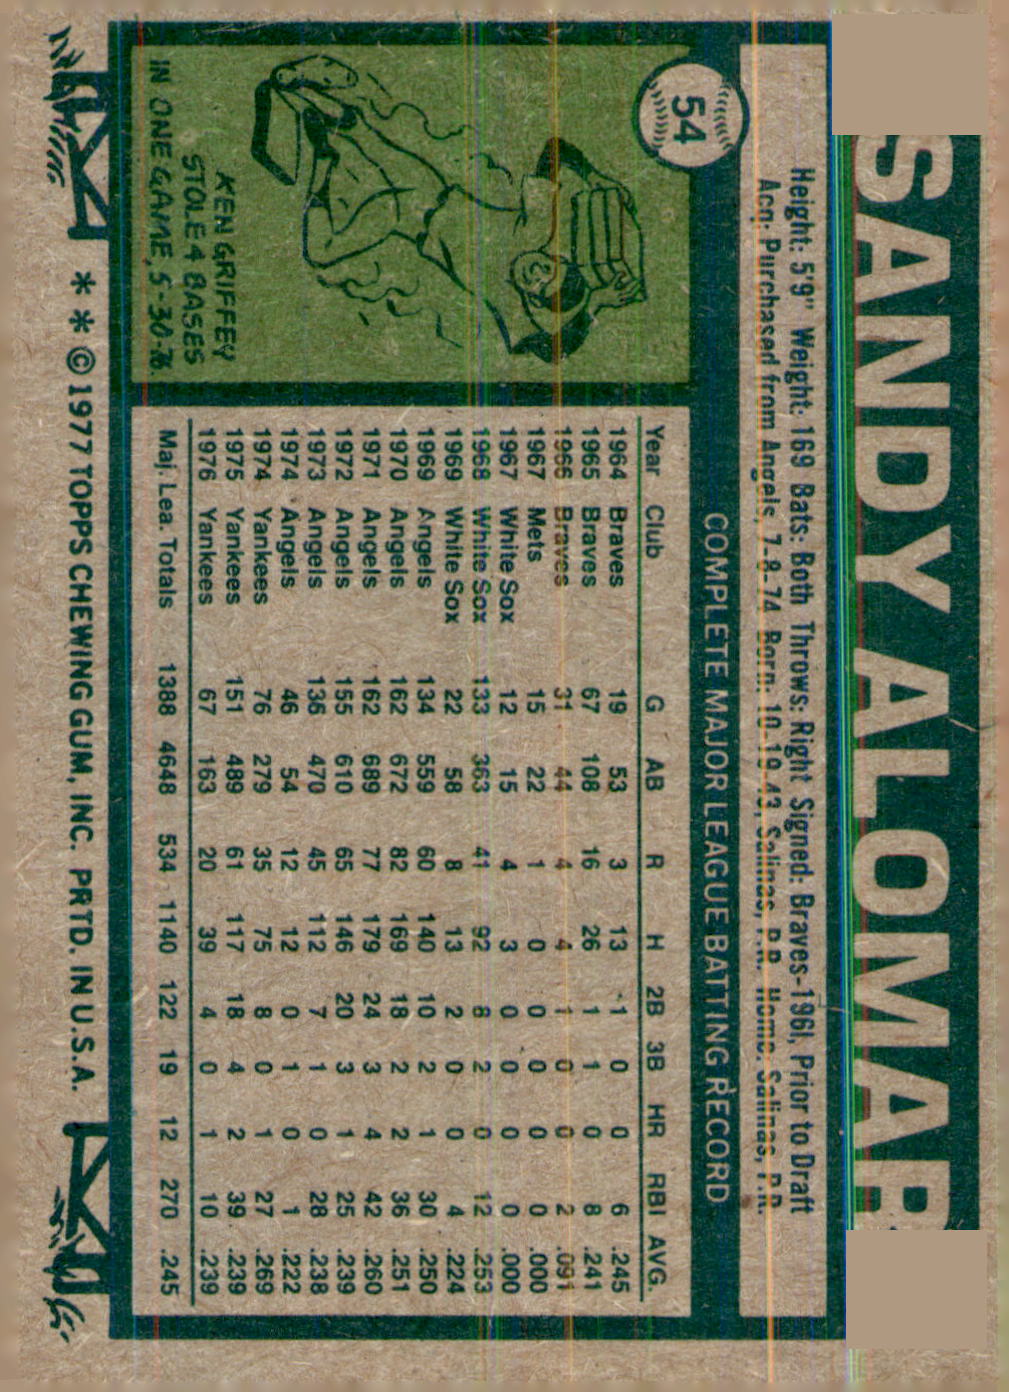 SANDY ALOMAR
54
Height: 5'9" Weight: 169 Bats: Both Throws: Right Signed: Braves-1961, Prior to Draft
Acq: Purchased from Angels, 7-8-74 Born: 10-19-43, Salinas, P.R. Home: Salinas, P.R.
COMPLETE MAJOR LEAGUE BATTING RECORD
Year Club G AB R H 2B 3B HR RBI AVG.
1964 Braves 19 53 3 13 1 0 0 6 .245
1965 Braves 67 108 16 26 1 1 0 8 .241
1966 Braves 31 44 4 4 1 0 0 2 .091
1967 Mets 15 22 1 0 0 0 0 0 .000
1967 White Sox 12 15 4 3 0 0 0 0 .000
1968 White Sox 133 363 41 92 8 2 0 12 .253
1969 White Sox 22 58 8 13 2 0 0 4 .224
1969 Angels 134 559 60 140 10 2 1 30 .250
1970 Angels 162 672 82 169 18 2 2 36 .251
1971 Angels 162 689 77 179 24 3 4 42 .260
1972 Angels 155 610 65 146 20 3 1 25 .239
1973 Angels 136 470 45 112 7 1 0 28 .238
1974 Angels 46 54 12 12 0 1 0 1 .222
1974 Yankees 76 279 35 75 8 0 1 27 .269
1975 Yankees 151 489 61 117 18 4 2 39 .239
1976 Yankees 67 163 20 39 4 0 1 10 .239
Maj. Lea. Totals 1388 4648 534 1140 122 19 12 270 .245
KEN GRIFFEY
STOLE 4 BASES
IN ONE GAME, 5-30-76.
* * © 1977 TOPPS CHEWING GUM, INC. PRTD. IN U.S.A.